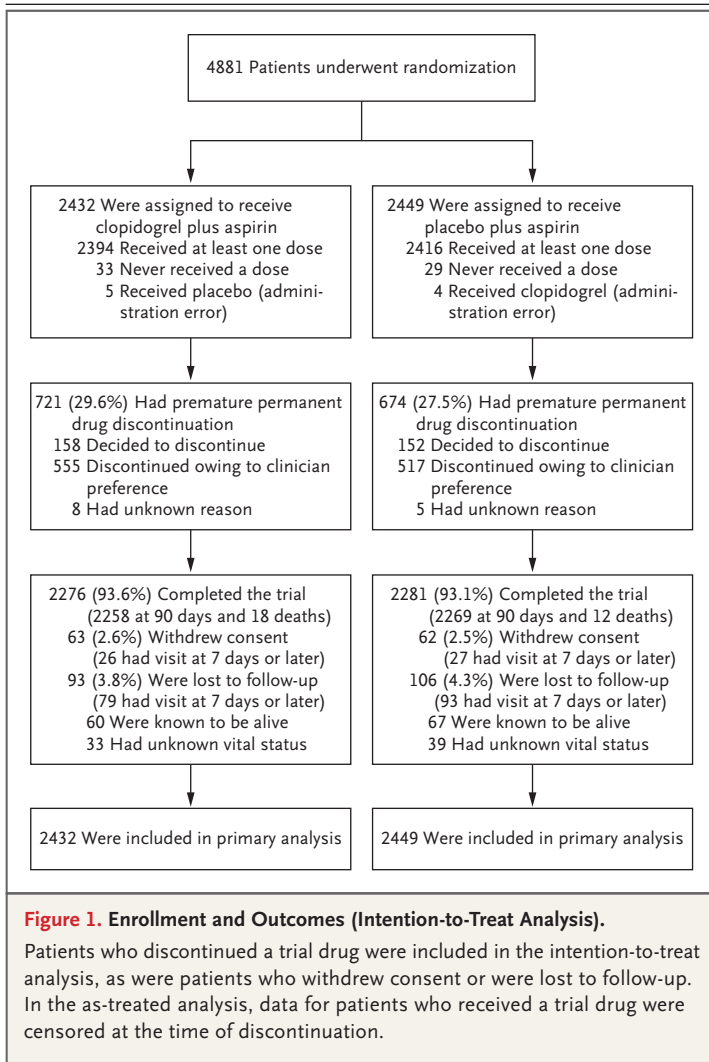 4881 Patients underwent randomization
2432 Were assigned to receive
clopidogrel plus aspirin
2394 Received at least one dose
33 Never received a dose
5 Received placebo (admini-
stration error)
2449 Were assigned to receive
placebo plus aspirin
2416 Received at least one dose
29 Never received a dose
4 Received clopidogrel (admini-
stration error)
721 (29.6%) Had premature permanent
drug discontinuation
158 Decided to discontinue
555 Discontinued owing to clinician
preference
8 Had unknown reason
674 (27.5%) Had premature permanent
drug discontinuation
152 Decided to discontinue
517 Discontinued owing to clinician
preference
5 Had unknown reason
2276 (93.6%) Completed the trial
(2258 at 90 days and 18 deaths)
63 (2.6%) Withdrew consent
(26 had visit at 7 days or later)
93 (3.8%) Were lost to follow-up
(79 had visit at 7 days or later)
60 Were known to be alive
33 Had unknown vital status
2281 (93.1%) Completed the trial
(2269 at 90 days and 12 deaths)
62 (2.5%) Withdrew consent
(27 had visit at 7 days or later)
106 (4.3%) Were lost to follow-up
(93 had visit at 7 days or later)
67 Were known to be alive
39 Had unknown vital status
2432 Were included in primary analysis
2449 Were included in primary analysis
Figure 1. Enrollment and Outcomes (Intention-to-Treat Analysis).
Patients who discontinued a trial drug were included in the intention-to-treat
analysis, as were patients who withdrew consent or were lost to follow-up.
In the as-treated analysis, data for patients who received a trial drug were
censored at the time of discontinuation.